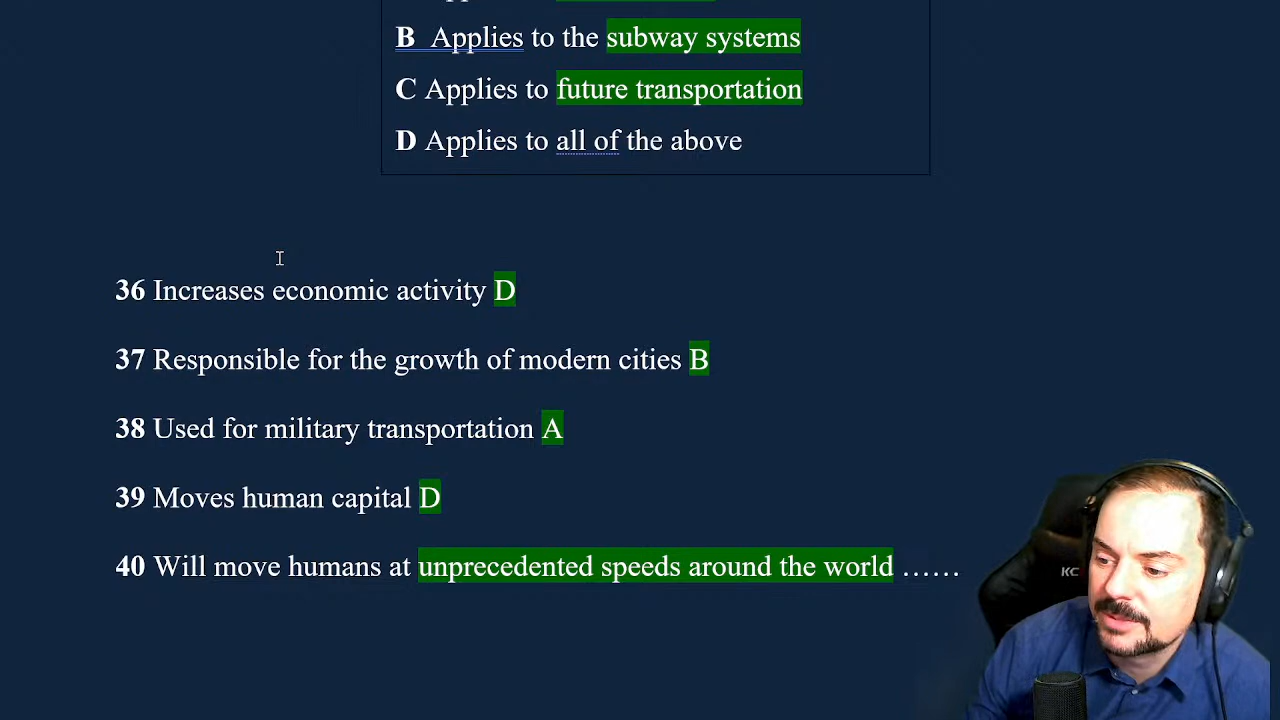 B Applies to the subway systems
C Applies to future transportation
D Applies to all of the above
36 Increases economic activity D
37 Responsible for the growth of modern cities B
38 Used for military transportation A
39 Moves human capital D
40 Will move humans at unprecedented speeds around the world ……
KC